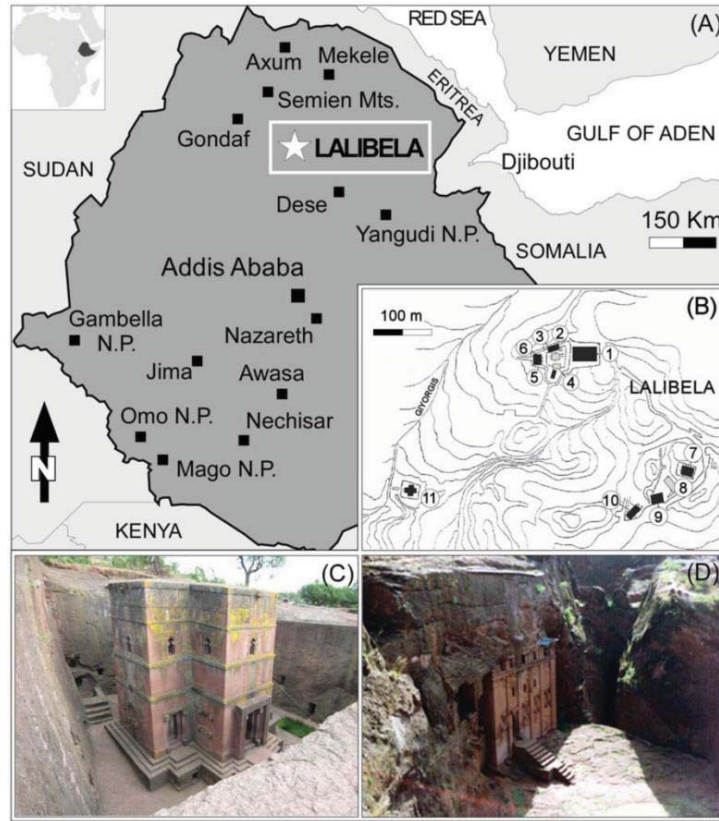 (A)
RED SEA
YEMEN
Axum
Mekele
ERITREA
Semien Mts.
Gondaf
GULF OF ADEN
SUDAN
LALIBELA
Djibouti
Dese
Yangudi N.P.
150 Km
SOMALIA
Addis Ababa
Gambella
N.P.
Nazareth
Jima
Awasa
Omo N.P.
Nechisar
N
Mago N.P.
KENYA
(B)
100 m
3
2
6
1
5
4
LALIBELA
GIYORGIS
7
8
11
10
9
(C)
(D)